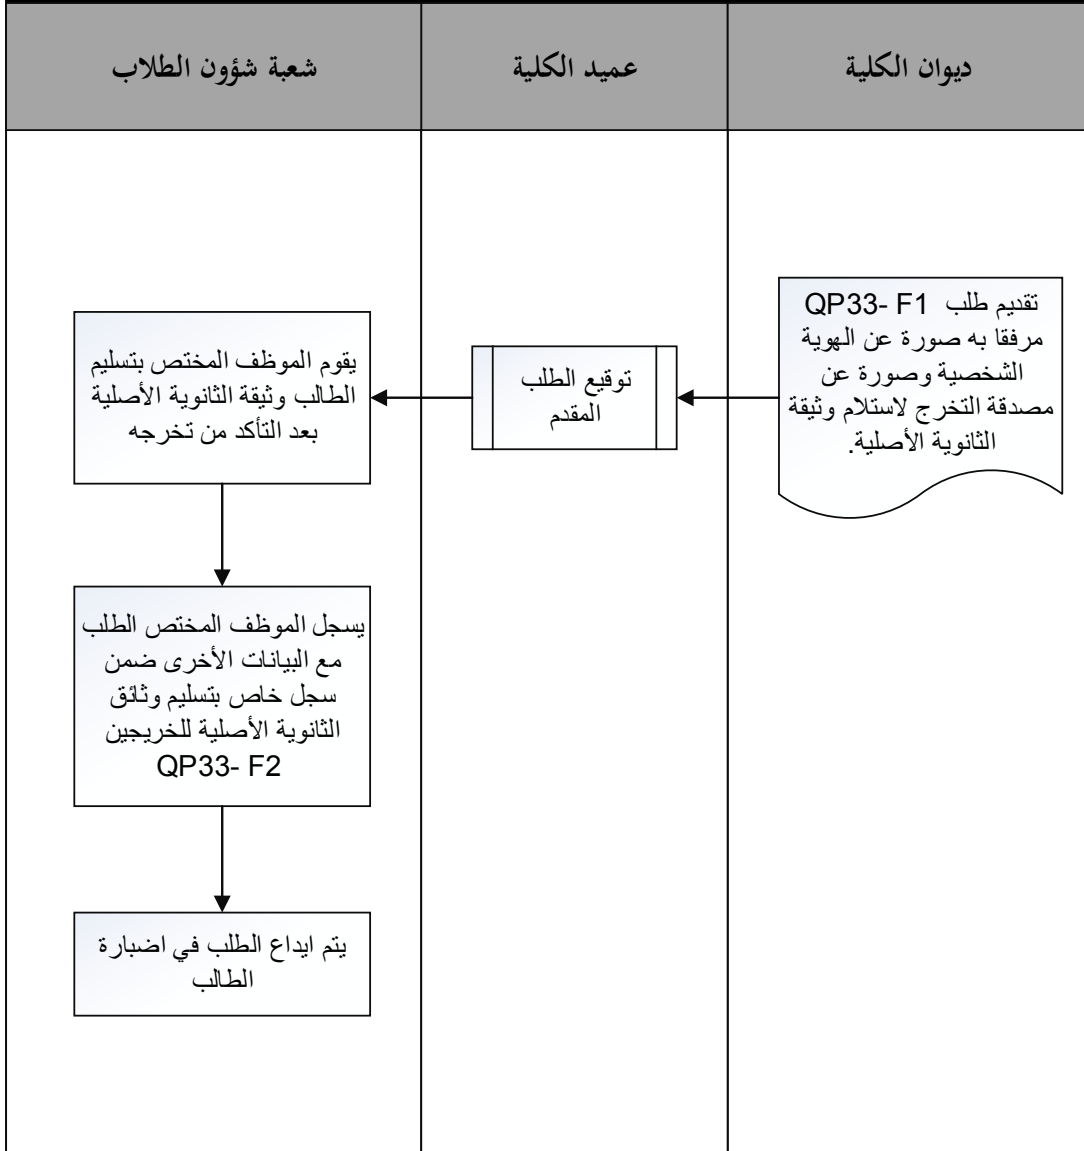 ديوان الكلية
عميد الكلية
شعبة شؤون الطلاب
تقديم طلب QP33- F1
مرفقا به صورة عن الهوية
الشخصية وصورة عن
مصدقة التخرج لاستلام وثيقة
الثانوية الأصلية.
توقيع الطلب
المقدم
يقوم الموظف المختص بتسليم
الطالب وثيقة الثانوية الأصلية
بعد التأكد من تخرجه
يسجل الموظف المختص الطلب
مع البيانات الأخرى ضمن
سجل خاص بتسليم وثائق
الثانوية الأصلية للخريجين
QP33- F2
يتم ايداع الطلب في اضبارة
الطالب